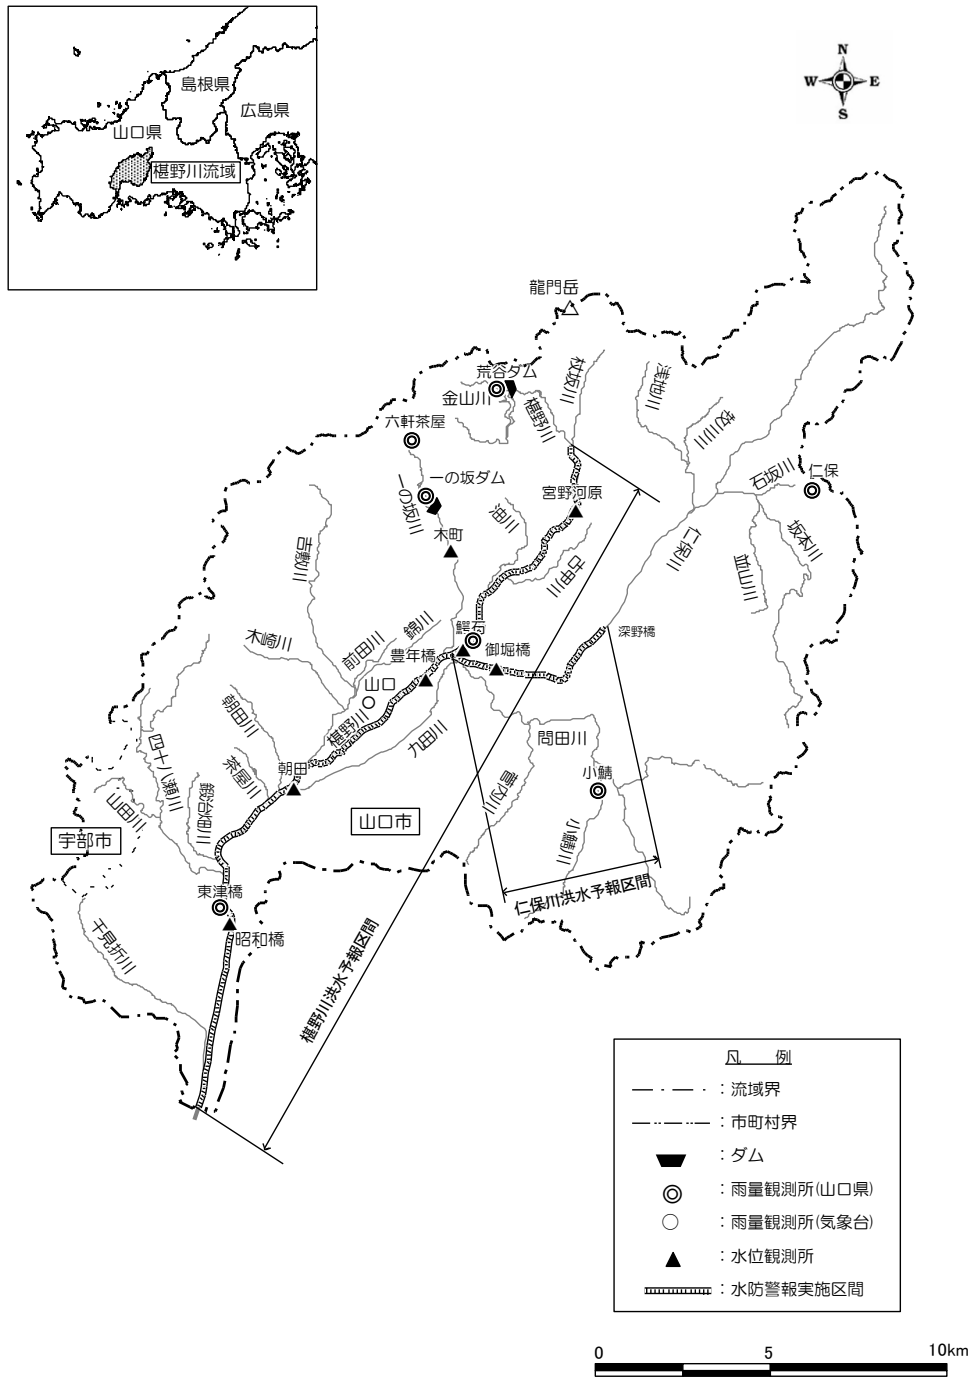 島根県
広島県
山口県
椹野川流域
N
W E
S
龍門岳
荒谷ダム
金山川
椹野川
杖坂川
浅地川
牧川川
六軒茶屋
一の坂ダム
一の坂川
木町
油川
宮野河原
古甲川
石坂川
仁保
坂本川
並山川
仁保川
深野橋
吉敷川
木崎川
前田川
錦川
鰐石
豊年橋
御堀橋
山口
椹野川
九田川
朝田川
朝田
茶屋川
四十八瀬川
鍛治畑川
山田川
宇部市
山口市
問田川
菅内川
小鯖
小鯖川
仁保川洪水予報区間
東津橋
昭和橋
千見折川
椹野川洪水予報区間
凡 例
：流域界
：市町村界
：ダム
：雨量観測所(山口県)
：雨量観測所(気象台)
：水位観測所
：水防警報実施区間
0 5 10km